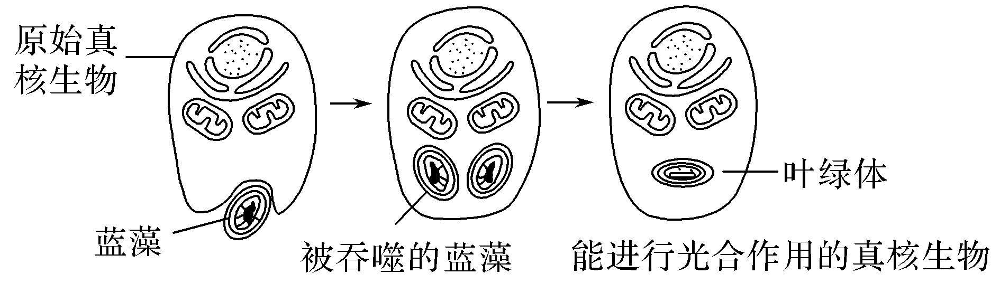 原始真
核生物
叶绿体
蓝藻
被吞噬的蓝藻
能进行光合作用的真核生物